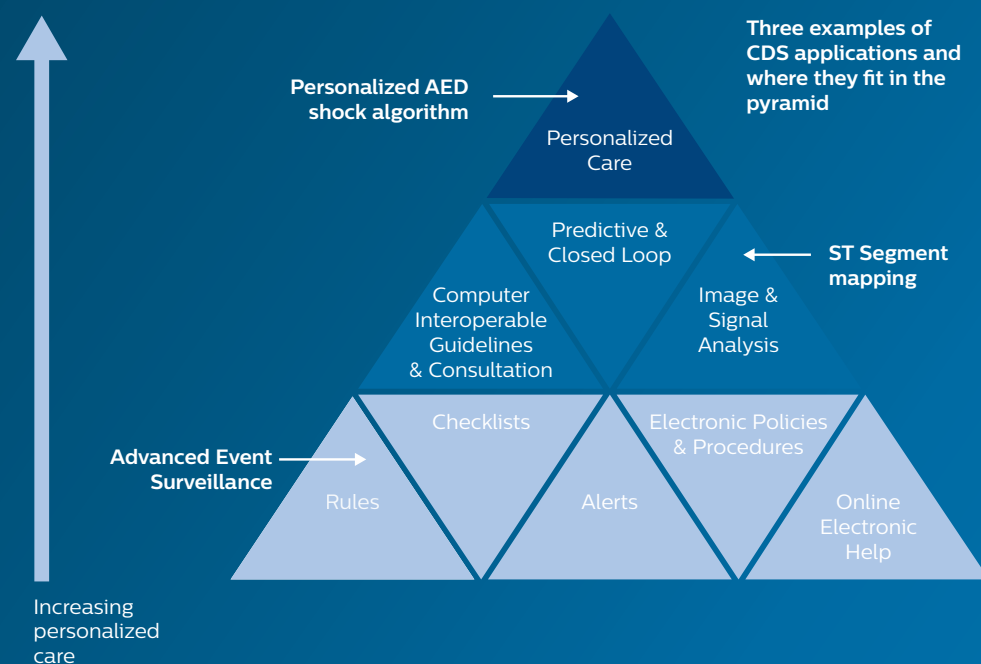 Three examples of
CDS applications and
where they fit in the
pyramid
Personalized AED
shock algorithm
Personalized
Care
Predictive &
Closed Loop
ST Segment
mapping
Computer
Interoperable
Guidelines
& Consultation
Image &
Signal
Analysis
Checklists
Electronic Policies
& Procedures
Advanced Event
Surveillance
Rules
Alerts
Online
Electronic
Help
Increasing
personalized
care